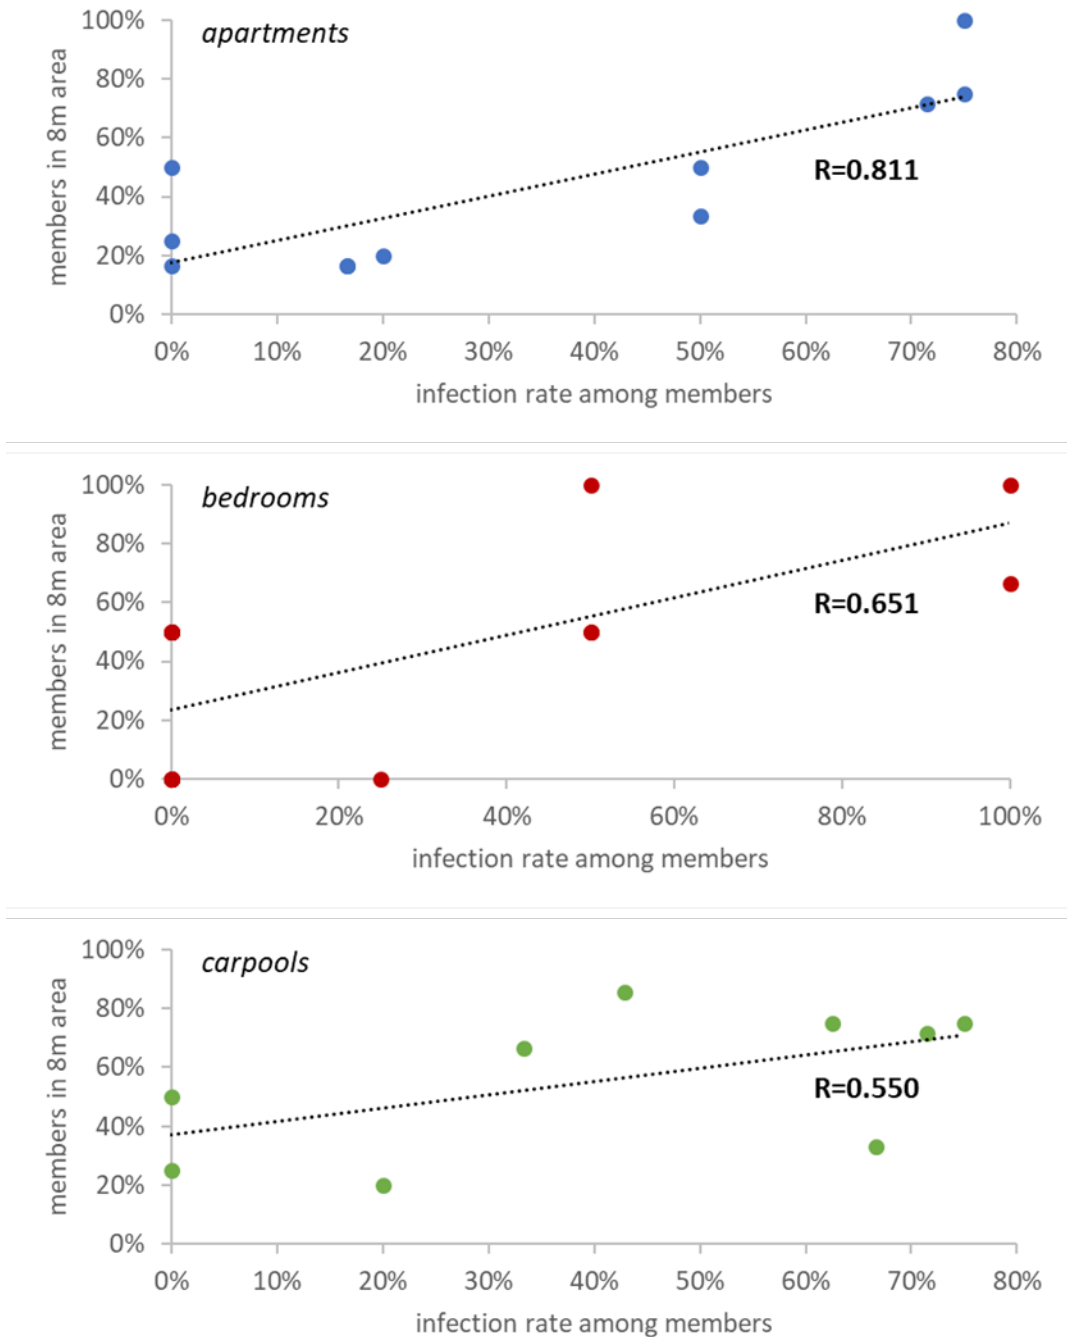 apartments
members in 8m area
100%
80%
60%
40%
20%
0%
R=0.811
0% 10% 20% 30% 40% 50% 60% 70% 80%
infection rate among members
bedrooms
members in 8m area
100%
80%
60%
40%
20%
0%
R=0.651
0% 20% 40% 60% 80% 100%
infection rate among members
carpools
members in 8m area
100%
80%
60%
40%
20%
0%
R=0.550
0% 10% 20% 30% 40% 50% 60% 70% 80%
infection rate among members